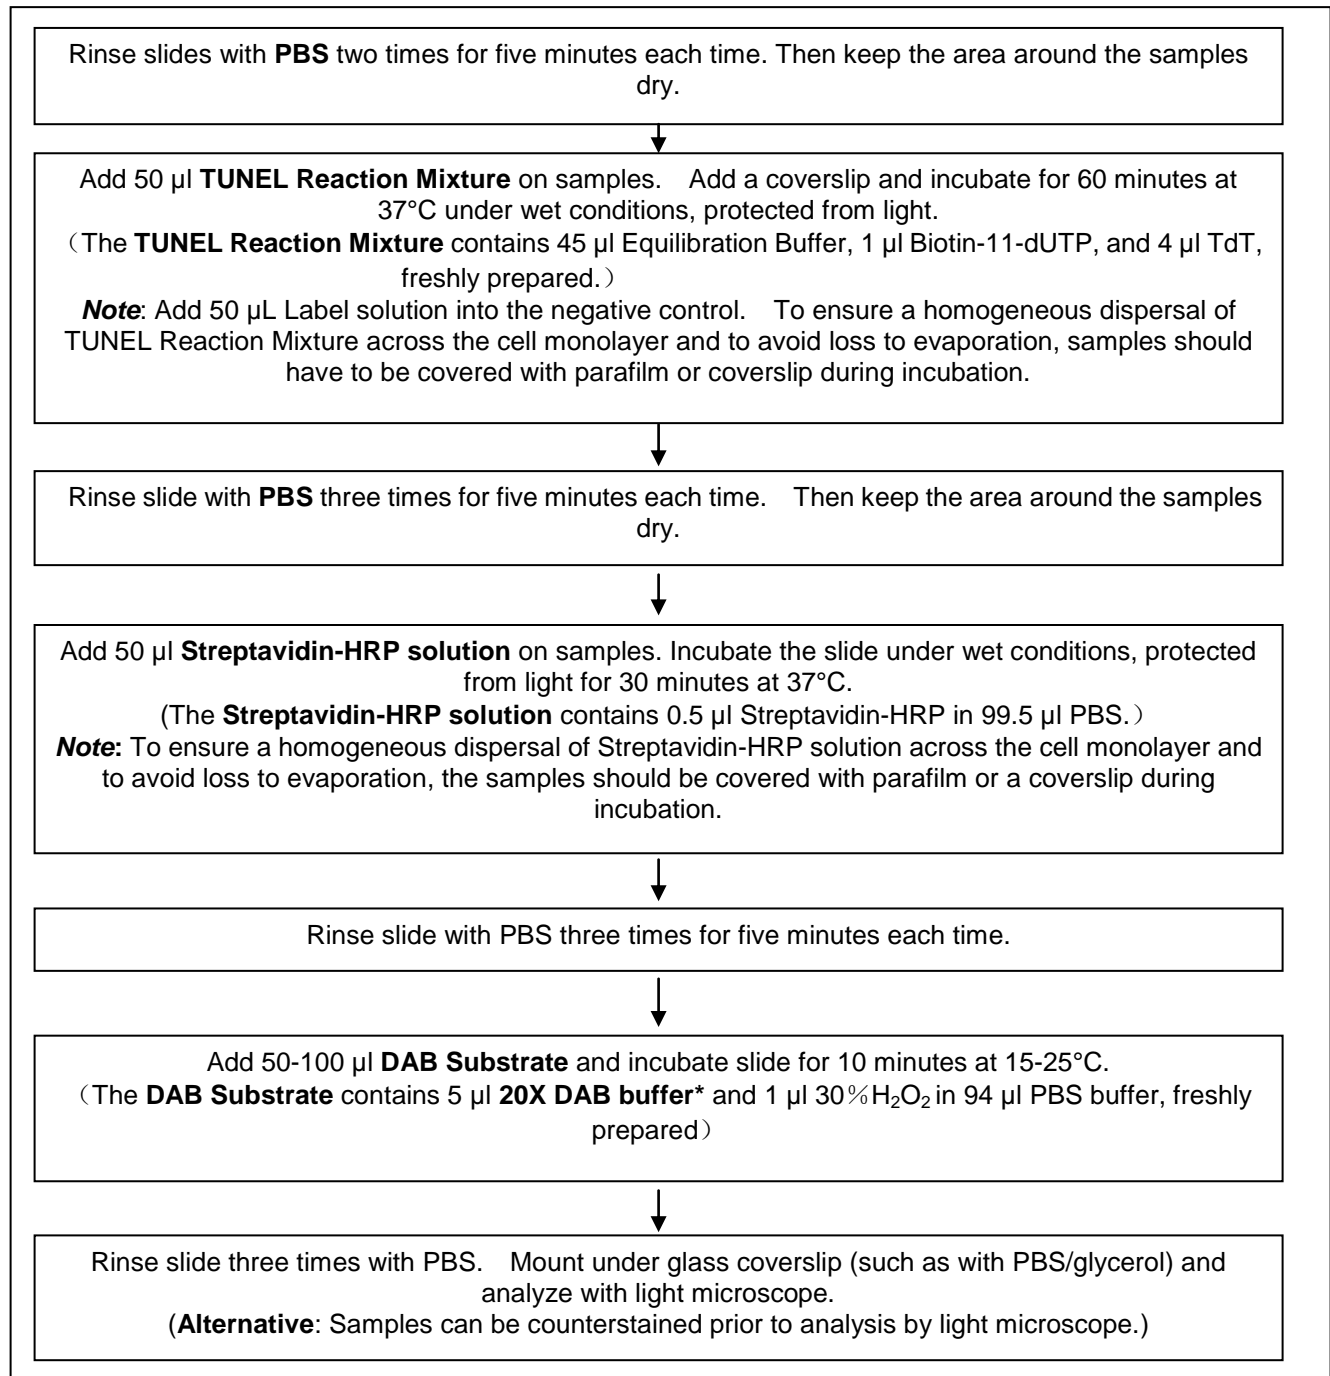 Rinse slides with PBS two times for five minutes each time. Then keep the area around the samples
dry.
Add 50 µl TUNEL Reaction Mixture on samples. Add a coverslip and incubate for 60 minutes at
37°C under wet conditions, protected from light.
（The TUNEL Reaction Mixture contains 45 µl Equilibration Buffer, 1 µl Biotin-11-dUTP, and 4 µl TdT,
freshly prepared.）
Note: Add 50 µL Label solution into the negative control. To ensure a homogeneous dispersal of
TUNEL Reaction Mixture across the cell monolayer and to avoid loss to evaporation, samples should
have to be covered with parafilm or coverslip during incubation.
Rinse slide with PBS three times for five minutes each time. Then keep the area around the samples
dry.
Add 50 µl Streptavidin-HRP solution on samples. Incubate the slide under wet conditions, protected
from light for 30 minutes at 37°C.
(The Streptavidin-HRP solution contains 0.5 µl Streptavidin-HRP in 99.5 µl PBS.）
Note: To ensure a homogeneous dispersal of Streptavidin-HRP solution across the cell monolayer and
to avoid loss to evaporation, the samples should be covered with parafilm or a coverslip during
incubation.
Rinse slide with PBS three times for five minutes each time.
Add 50-100 µl DAB Substrate and incubate slide for 10 minutes at 15-25°C.
（The DAB Substrate contains 5 µl 20X DAB buffer* and 1 µl 30%H₂O₂ in 94 µl PBS buffer, freshly
prepared）
Rinse slide three times with PBS. Mount under glass coverslip (such as with PBS/glycerol) and
analyze with light microscope.
(Alternative: Samples can be counterstained prior to analysis by light microscope.)